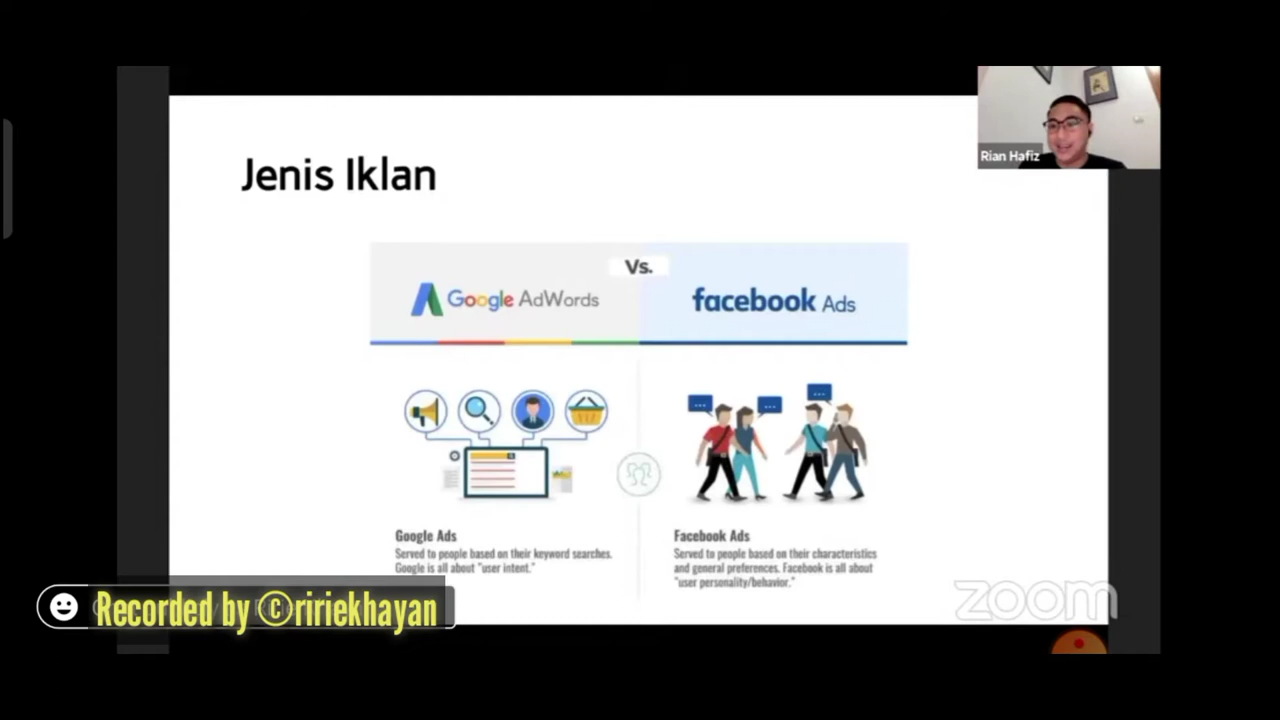 Rian Hafiz
Jenis Iklan
Vs.
Google AdWords
facebook Ads
Google Ads
Served to people based on their keyword searches.
Google is all about "user intent."
Facebook Ads
Served to people based on their characteristics
and general preferences. Facebook is all about
"user personality/behavior."
Recorded by ©ririekhayan
zoom